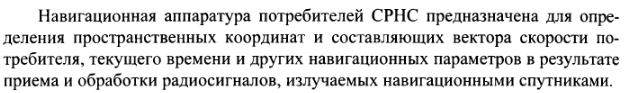 Навигационная аппаратура потребителей СРНС предназначена для опре-
деления пространственных координат и составляющих вектора скорости по-
требителя, текущего времени и других навигационных параметров в результате
приема и обработки радиосигналов, излучаемых навигационными спутниками.